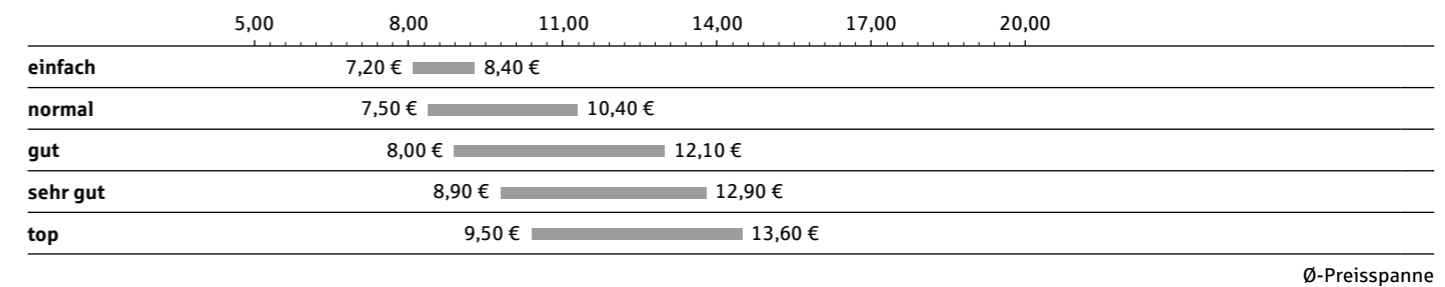 5,00 8,00 11,00 14,00 17,00 20,00
einfach 7,20 € 8,40 €
normal 7,50 € 10,40 €
gut 8,00 € 12,10 €
sehr gut 8,90 € 12,90 €
top 9,50 € 13,60 €
Ø-Preisspanne